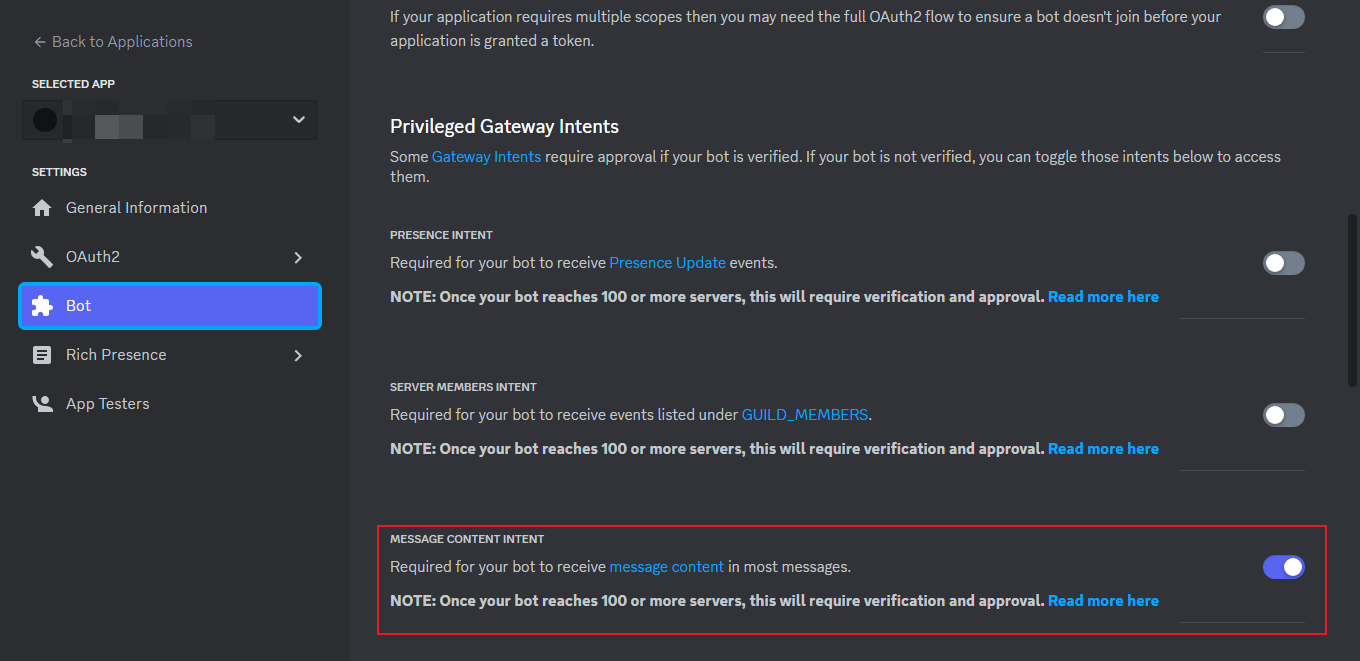 Back to Applications
SELECTED APP
SETTINGS
General Information
OAuth2
Bot
Rich Presence
App Testers
If your application requires multiple scopes then you may need the full OAuth2 flow to ensure a bot doesn't join before your
application is granted a token.
Privileged Gateway Intents
Some Gateway Intents require approval if your bot is verified. If your bot is not verified, you can toggle those intents below to access
them.
PRESENCE INTENT
Required for your bot to receive Presence Update events.
NOTE: Once your bot reaches 100 or more servers, this will require verification and approval. Read more here
SERVER MEMBERS INTENT
Required for your bot to receive events listed under GUILD_MEMBERS.
NOTE: Once your bot reaches 100 or more servers, this will require verification and approval. Read more here
MESSAGE CONTENT INTENT
Required for your bot to receive message content in most messages.
NOTE: Once your bot reaches 100 or more servers, this will require verification and approval. Read more here